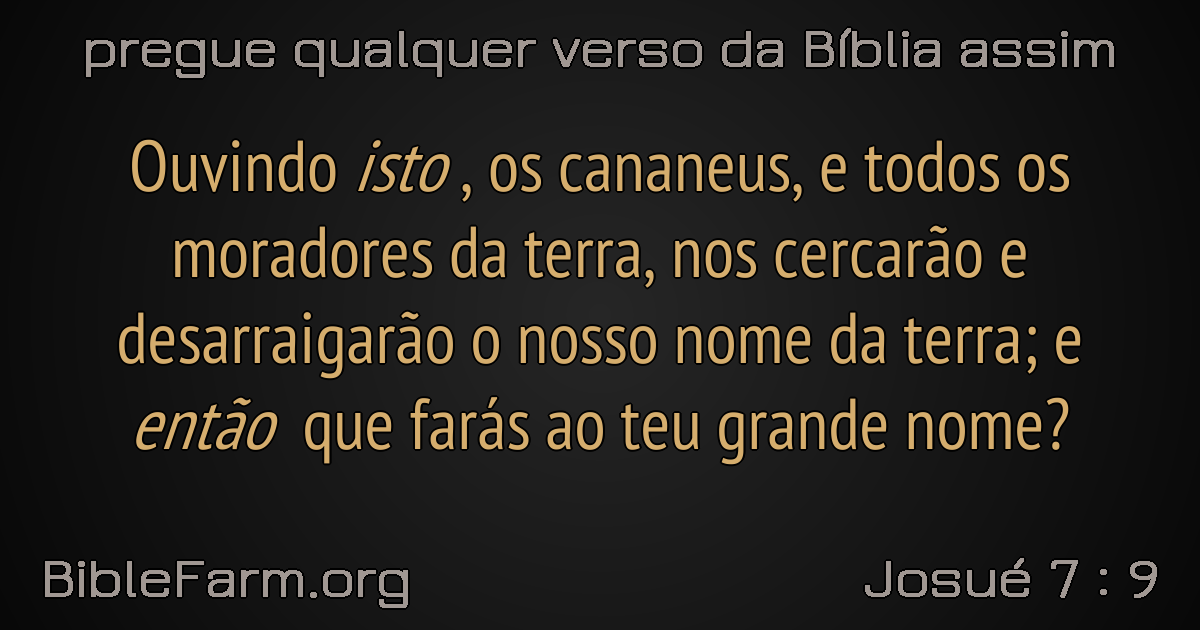 pregue qualquer verso da Bíblia assim
Ouvindo isto , os cananeus, e todos os
moradores da terra, nos cercarão e
desarraigarão o nosso nome da terra; e
então que farás ao teu grande nome?
BibleFarm.org
Josué 7 : 9